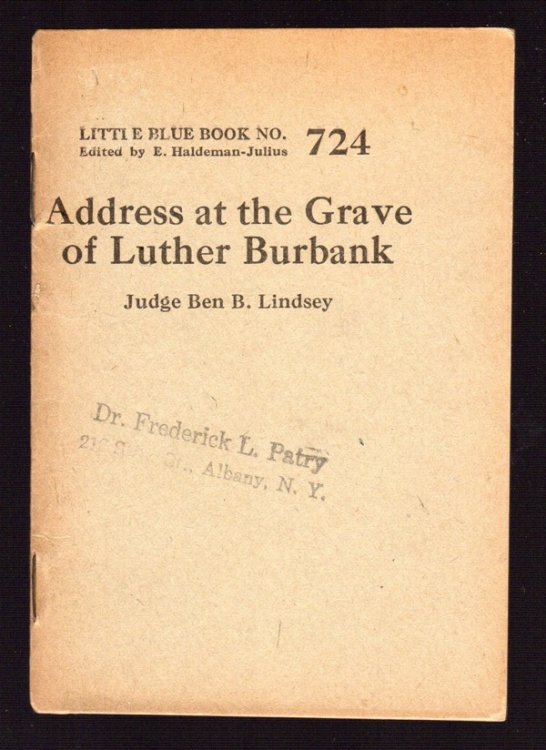 LITTLE BLUE BOOK NO. 724
Edited by E. Haldeman-Julius
Address at the Grave
of Luther Burbank
Judge Ben B. Lindsey
Dr. Frederick L. Patry
Albany, N. Y.